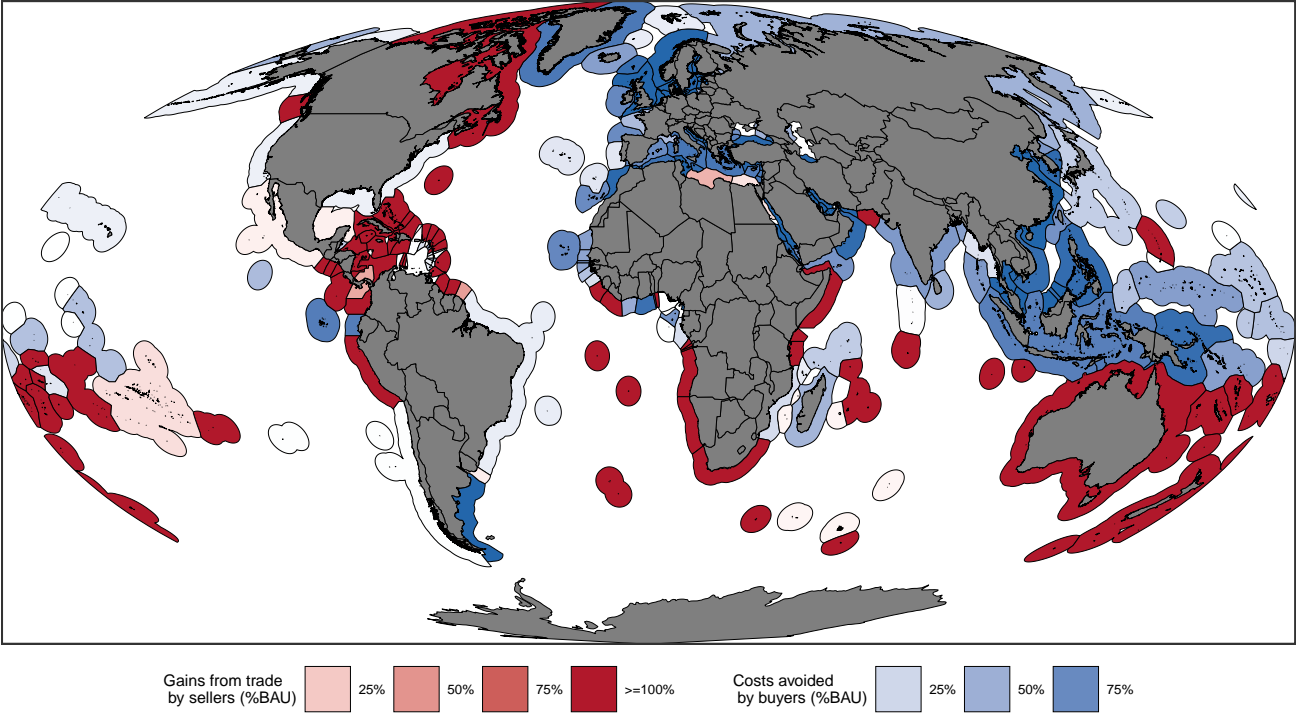 Gains from trade
by sellers (%BAU)
25%
50%
75%
>=100%
Costs avoided
by buyers (%BAU)
25%
50%
75%